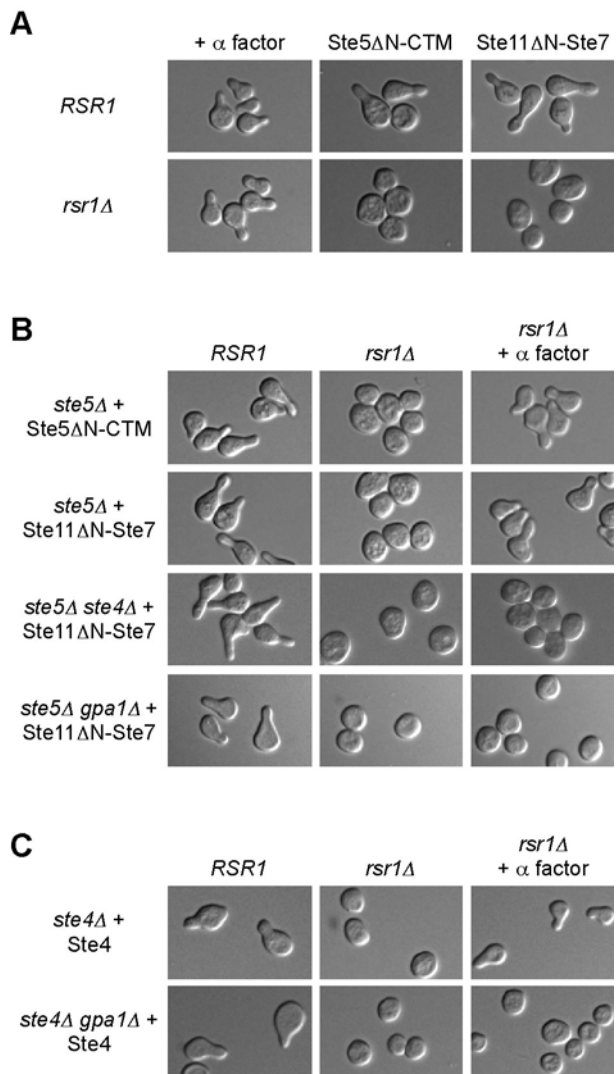 A
+ α factor Ste5ΔN-CTM Ste11ΔN-Ste7
RSR1
rsr1Δ
B
rsr1Δ
RSR1 rsr1Δ + α factor
ste5Δ +
Ste5ΔN-CTM
ste5Δ +
Ste11ΔN-Ste7
ste5Δ ste4Δ +
Ste11ΔN-Ste7
ste5Δ gpa1Δ +
Ste11ΔN-Ste7
C
rsr1Δ
RSR1 rsr1Δ + α factor
ste4Δ +
Ste4
ste4Δ gpa1Δ +
Ste4